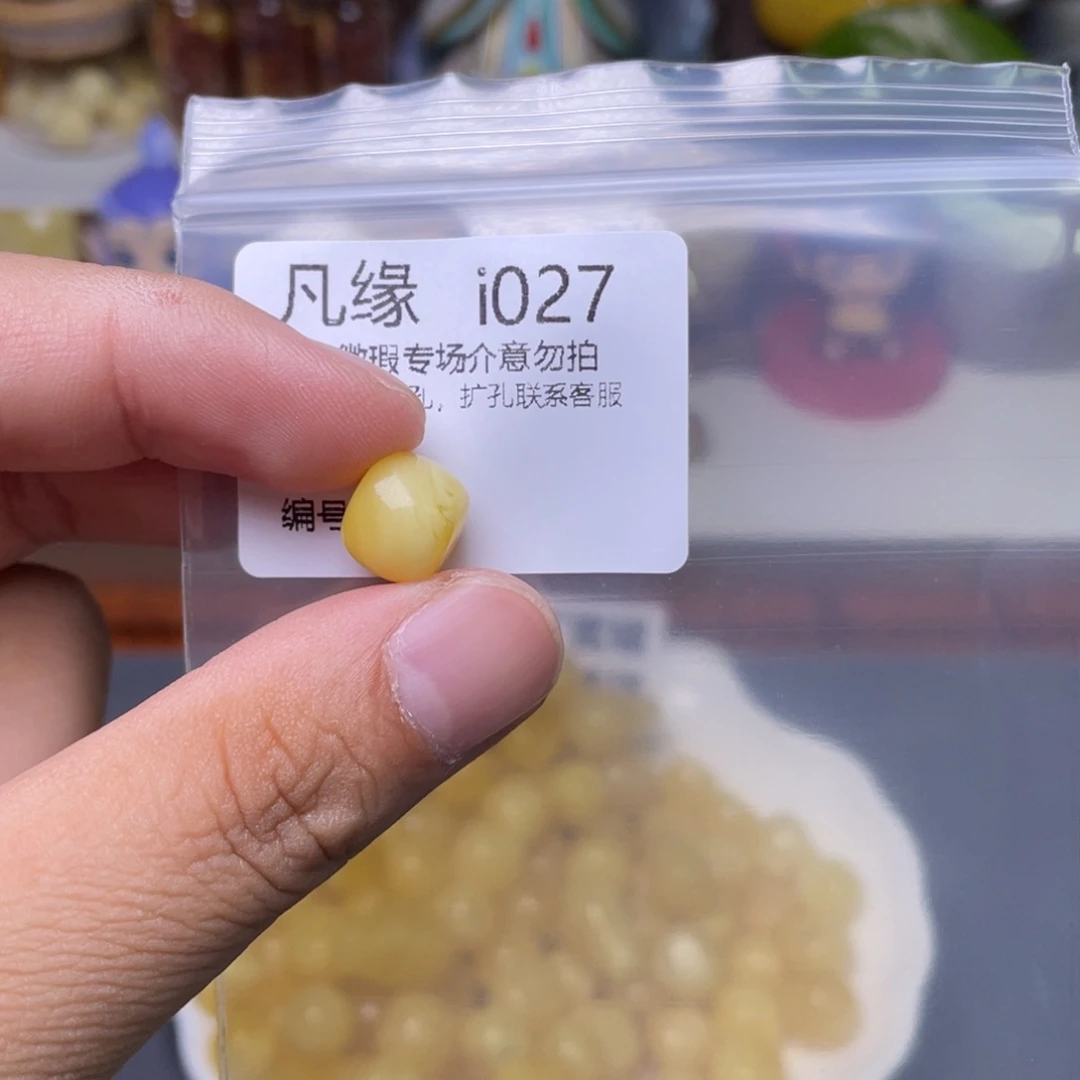 凡缘 i027
微瑕专场介意勿拍
孔，扩孔联系客服
编号